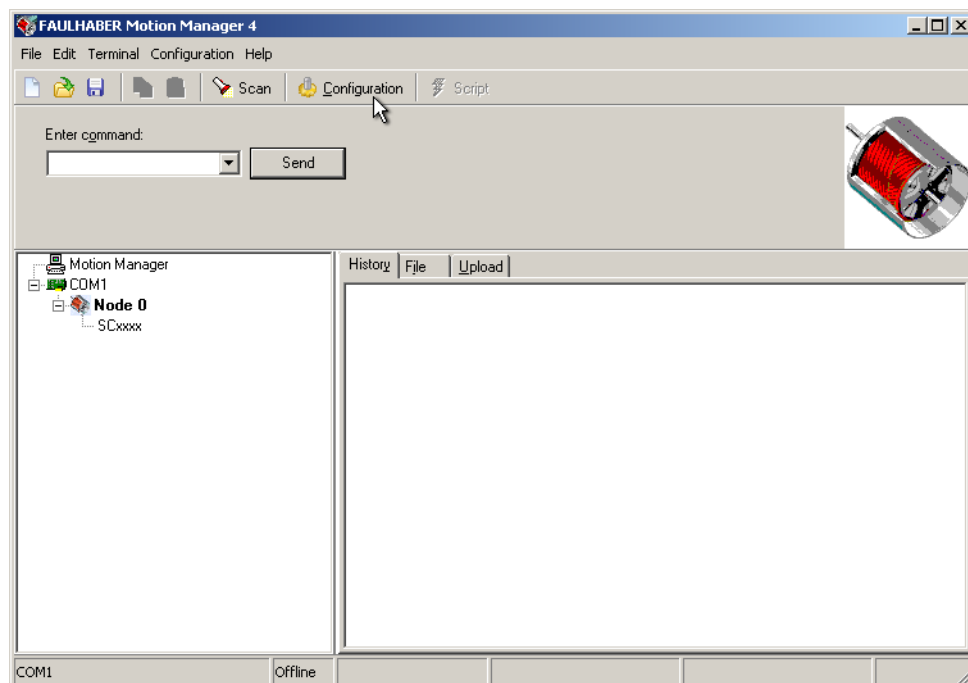 FAULHABER Motion Manager 4
File Edit Terminal Configuration Help
Scan Configuration Script
Enter command:
Send
Motion Manager
COM1
Node 0
SCxxxx
History File Upload
COM1 Offline